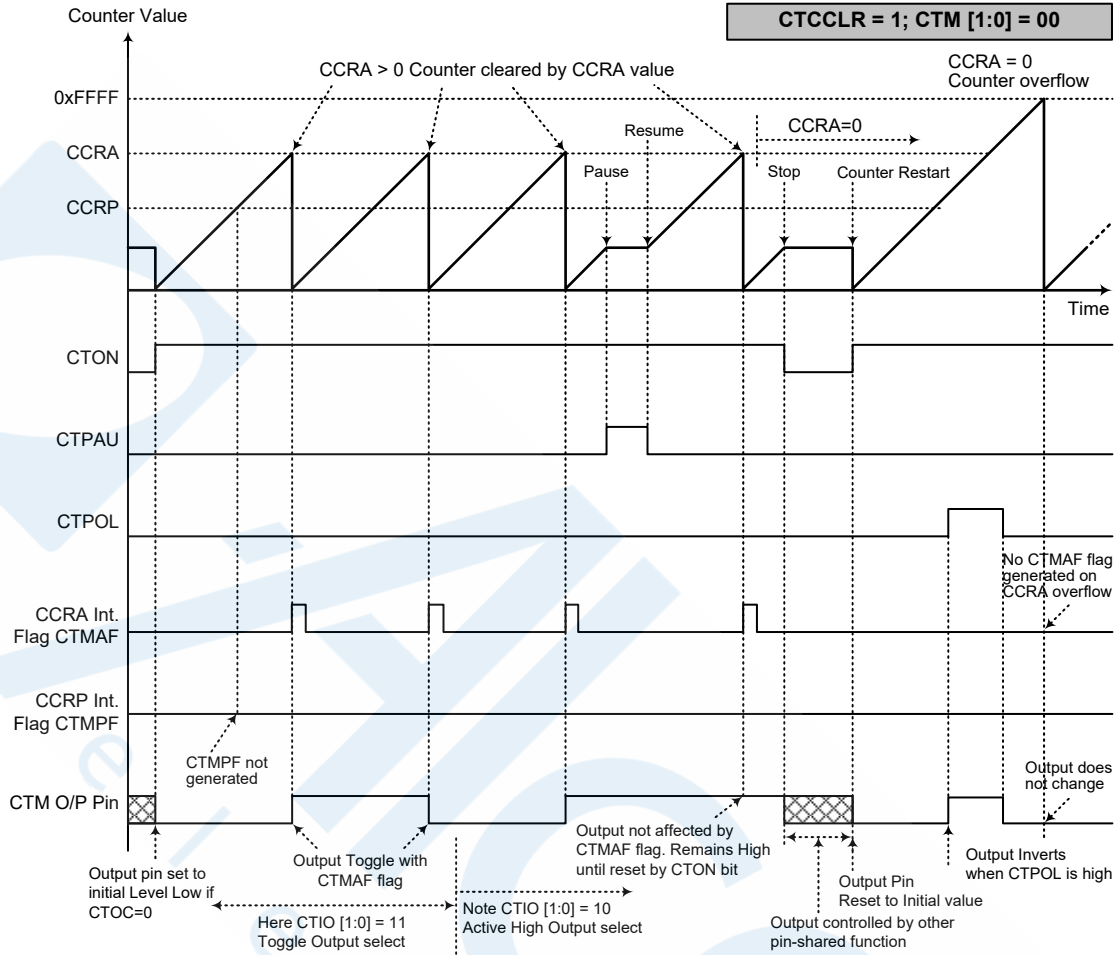 Counter Value
CTCCLR = 1; CTM [1:0] = 00
CCRA > 0 Counter cleared by CCRA value
CCRA = 0
Counter overflow
0xFFFF
Resume
CCRA=0
CCRA
Pause
Stop
Counter Restart
CCRP
Time
CTON
CTPAU
CTPOL
No CTMAF flag
generated on
CCRA overflow
CCRA Int.
Flag CTMAF
CCRP Int.
Flag CTMPF
CTMPF not
generated
Output does
not change
CTM O/P Pin
Output pin set to
initial Level Low if
CTOC=0
Output Toggle with
CTMAF flag
Output not affected by
CTMAF flag. Remains High
until reset by CTON bit
Output Inverts
when CTPOL is high
Output Pin
Reset to Initial value
Here CTIO [1:0] = 11
Toggle Output select
Note CTIO [1:0] = 10
Active High Output select
Output controlled by other
pin-shared function